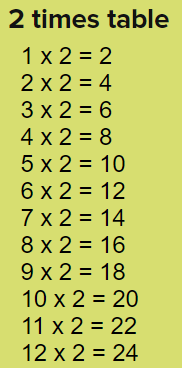 2 times table
1 x 2 = 2
2 x 2 = 4
3 x 2 = 6
4 x 2 = 8
5 x 2 = 10
6 x 2 = 12
7 x 2 = 14
8 x 2 = 16
9 x 2 = 18
10 x 2 = 20
11 x 2 = 22
12 x 2 = 24